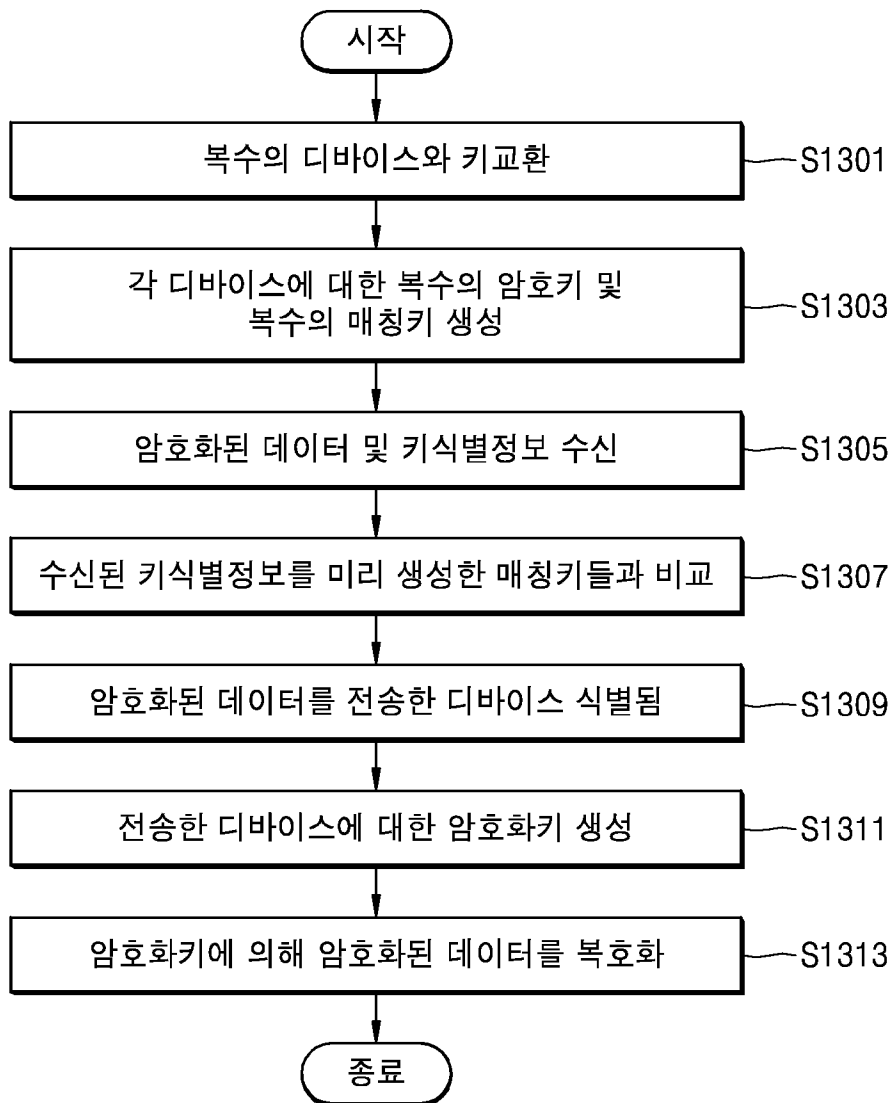 시작
복수의 디바이스와 키교환
S1301
각 디바이스에 대한 복수의 암호키 및
복수의 매칭키 생성
S1303
암호화된 데이터 및 키식별정보 수신
S1305
수신된 키식별정보를 미리 생성한 매칭키들과 비교
S1307
암호화된 데이터를 전송한 디바이스 식별됨
S1309
전송한 디바이스에 대한 암호화키 생성
S1311
암호화키에 의해 암호화된 데이터를 복호화
S1313
종료